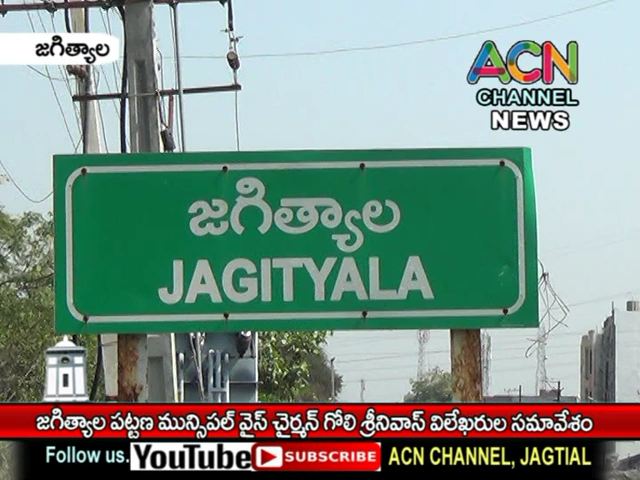 జగిత్యాల
ACN
CHANNEL
NEWS
జగిత్యాల
JAGITYALA
జగిత్యాల పట్టణ మున్సిపల్ వైస్ చైర్మన్ గోలి శ్రీనివాస్ విలేఖరుల సమావేశం
Follow us. YouTube SUBSCRIBE ACN CHANNEL, JAGTIAL